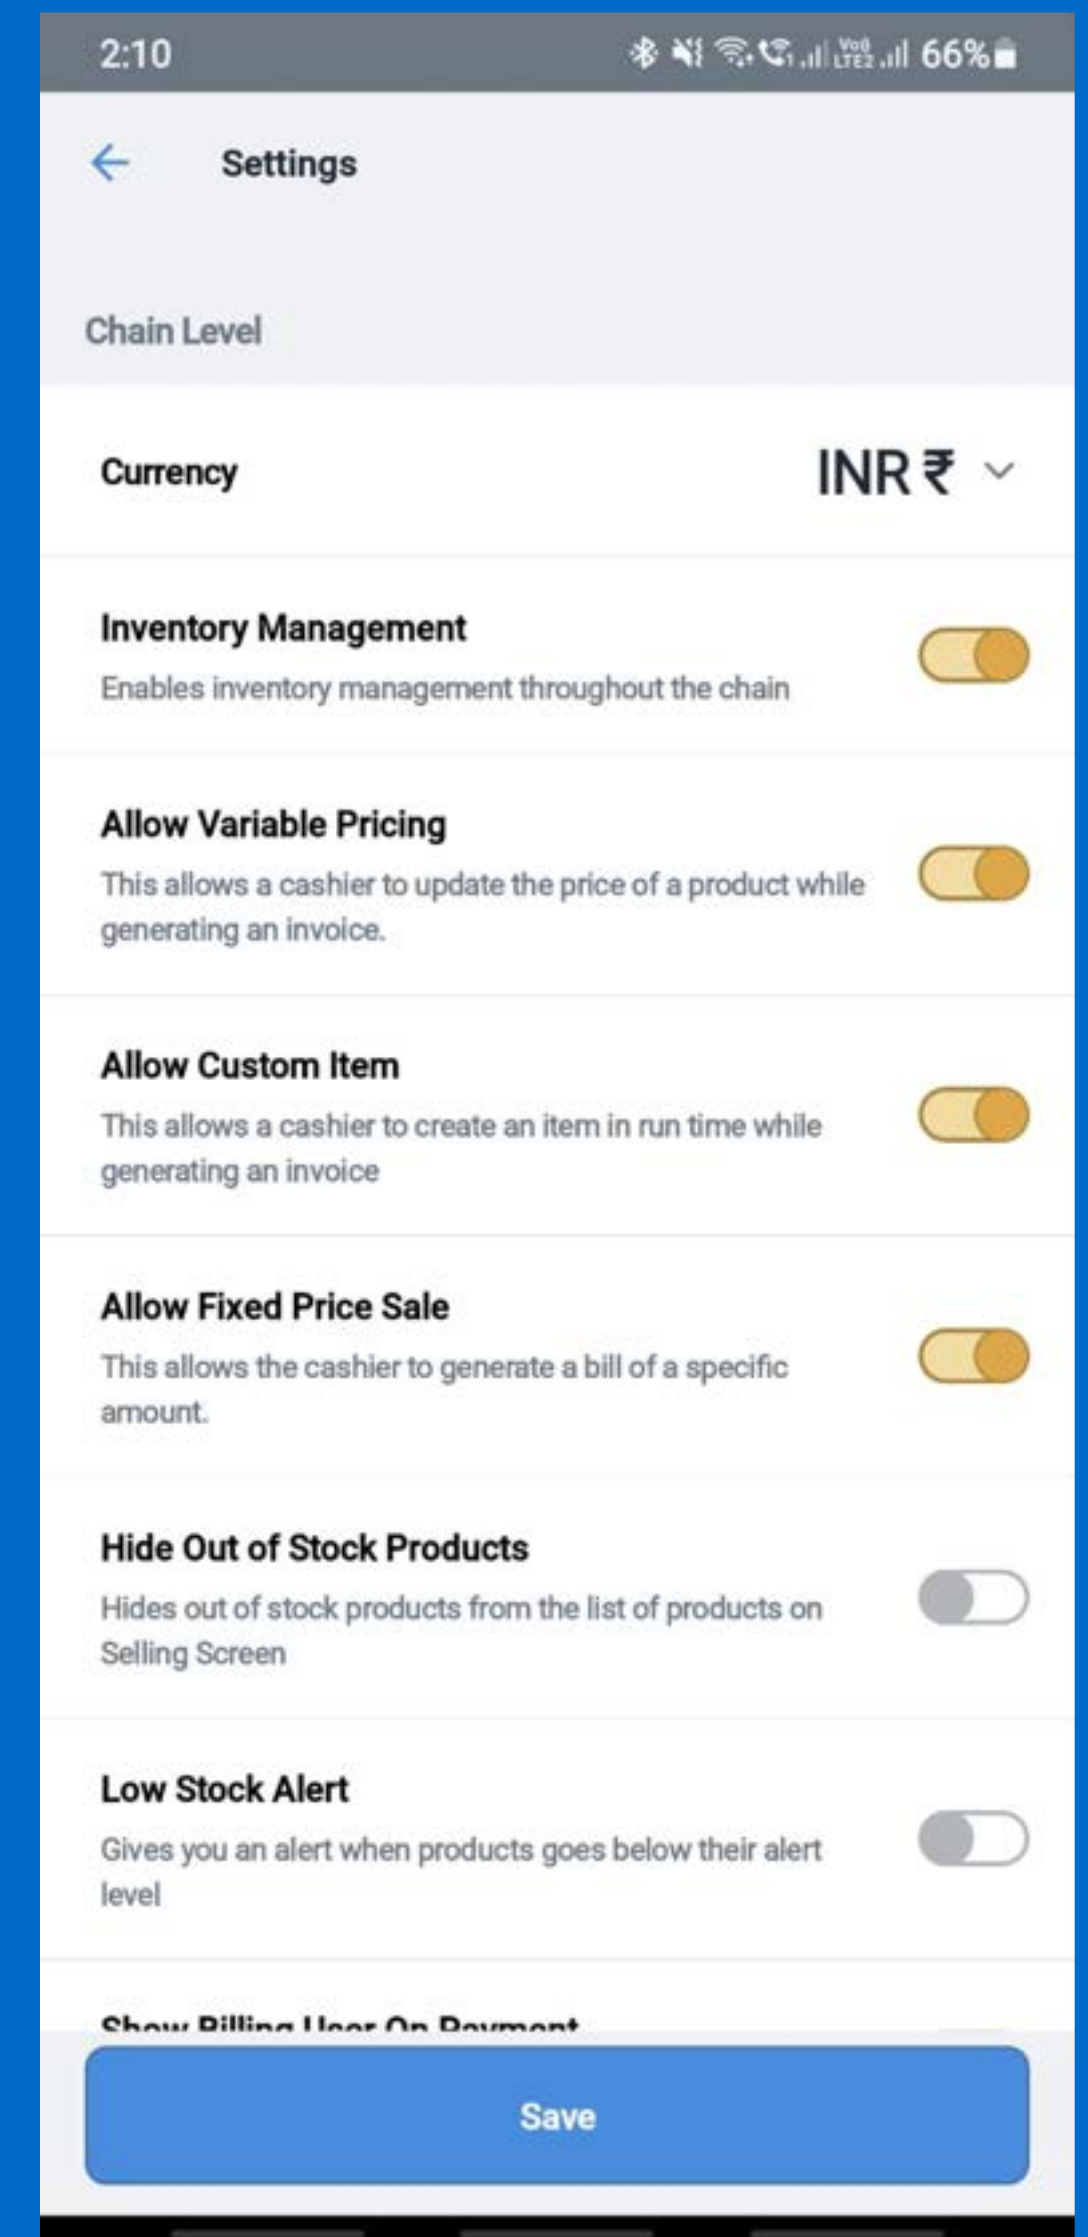 2:10
66%
Settings
Chain Level
Currency
INR ₹
Inventory Management
Enables inventory management throughout the chain
Allow Variable Pricing
This allows a cashier to update the price of a product while
generating an invoice.
Allow Custom Item
This allows a cashier to create an item in run time while
generating an invoice
Allow Fixed Price Sale
This allows the cashier to generate a bill of a specific
amount.
Hide Out of Stock Products
Hides out of stock products from the list of products on
Selling Screen
Low Stock Alert
Gives you an alert when products goes below their alert
level
Show Billing User On Payment
Save